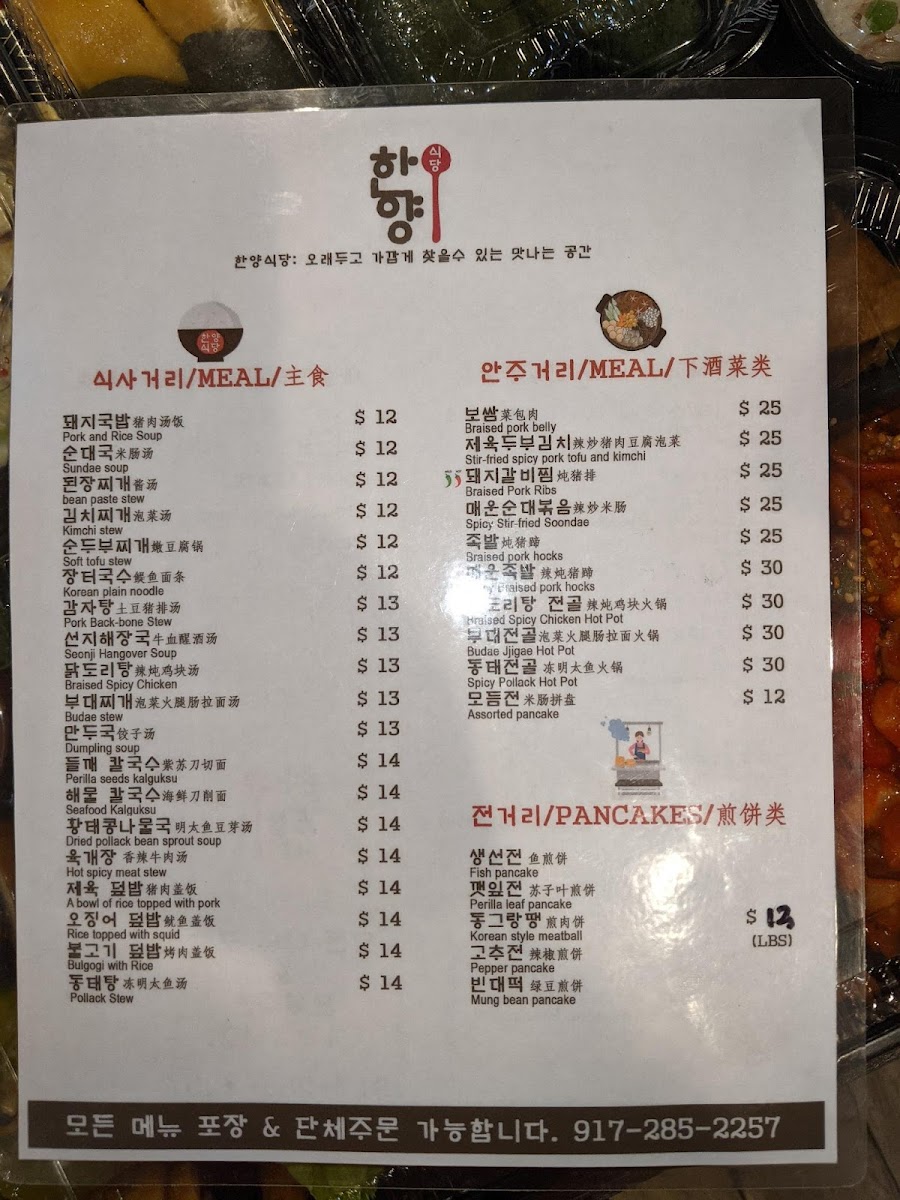 한양
식당
한양식당: 오래두고 가깝게 찾을수 있는 맛나는 공간
한양
식당
식사거리/MEAL/主食
돼지국밥 猪肉汤饭 $ 12
Pork and Rice Soup
순대국 米肠汤 $ 12
Sundae soup
된장찌개 酱汤 $ 12
bean paste stew
김치찌개 泡菜汤 $ 12
Kimchi stew
순두부찌개 嫩豆腐锅 $ 12
Soft tofu stew
장터국수 鳀鱼面条 $ 12
Korean plain noodle
감자탕 土豆猪排汤 $ 13
Pork Back-bone Stew
선지해장국 牛血醒酒汤 $ 13
Seonji Hangover Soup
닭도리탕 辣炖鸡块汤 $ 13
Braised Spicy Chicken
부대찌개 泡菜火腿肠拉面汤 $ 13
Budae stew
만두국 饺子汤 $ 13
Dumpling soup
들깨 칼국수 紫苏刀切面 $ 14
Perilla seeds kalguksu
해물 칼국수 海鲜刀削面 $ 14
Seafood Kalguksu
황태콩나물국 明太鱼豆芽汤 $ 14
Dried pollack bean sprout soup
육개장 香辣牛肉汤 $ 14
Hot spicy meat stew
제육 덮밥 猪肉盖饭 $ 14
A bowl of rice topped with pork
오징어 덮밥 鱿鱼盖饭 $ 14
Rice topped with squid
불고기 덮밥 烤肉盖饭 $ 14
Bulgogi with Rice
동태탕 冻明太鱼汤 $ 14
Pollack Stew
안주거리/MEAL/下酒菜类
보쌈 菜包肉 $ 25
Braised pork belly
제육두부김치 辣炒猪肉豆腐泡菜 $ 25
Stir-fried spicy pork tofu and kimchi
돼지갈비찜 炖猪排 $ 25
Braised Pork Ribs
매운순대볶음 辣炒米肠 $ 25
Spicy Stir-fried Soondae
족발 炖猪蹄 $ 25
Braised pork hocks
매운족발 辣炖猪蹄 $ 30
Braised pork hocks
도리탕 전골 辣炖鸡块火锅 $ 30
Braised Spicy Chicken Hot Pot
부대전골 泡菜火腿肠拉面火锅 $ 30
Budae Jjigae Hot Pot
동태전골 冻明太鱼火锅 $ 30
Spicy Pollack Hot Pot
모듬전 米肠拼盘 $ 12
Assorted pancake
전거리/PANCAKES/煎饼类
생선전 鱼煎饼
Fish pancake
깻잎전 苏子叶煎饼
Perilla leaf pancake
동그랑땡 煎肉饼 $ 13
Korean style meatball (LBS)
고추전 辣椒煎饼
Pepper pancake
빈대떡 绿豆煎饼
Mung bean pancake
모든 메뉴 포장 & 단체주문 가능합니다. 917-285-2257